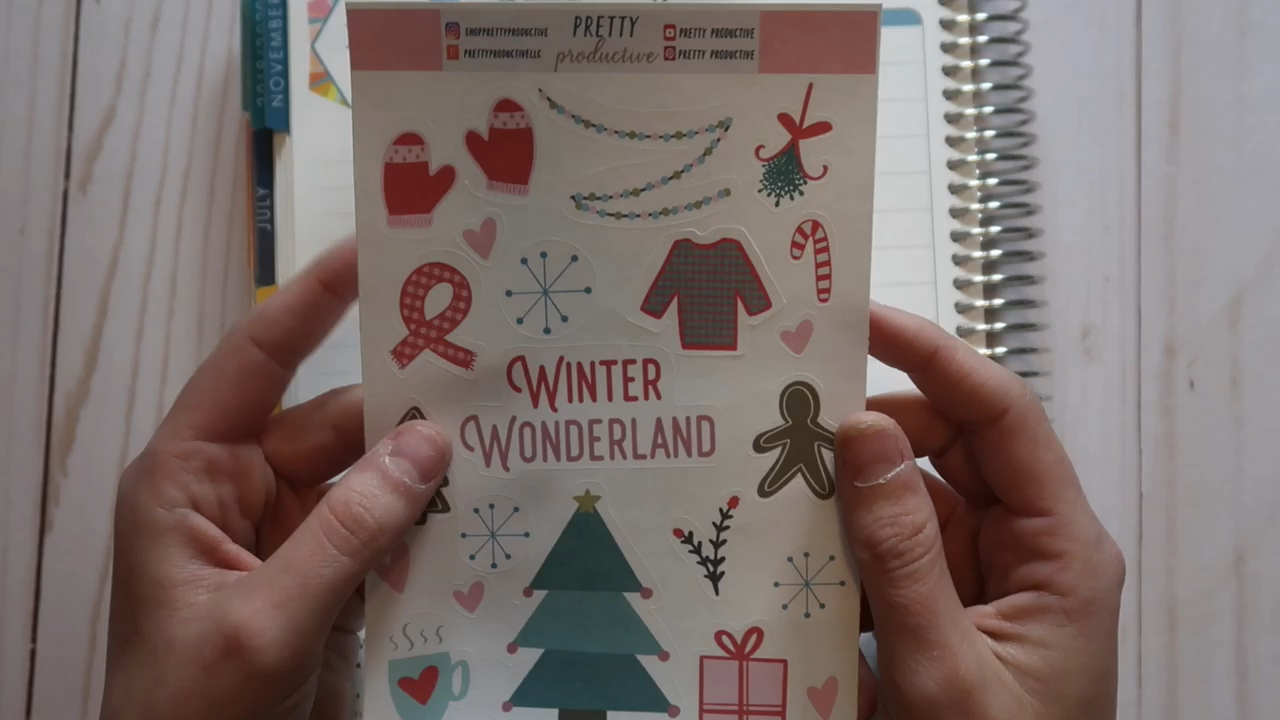 SHOPPRETTYPRODUCTIVE
PRETTYPRODUCTIVELLC
PRETTY
productive
PRETTY PRODUCTIVE
PRETTY PRODUCTIVE
NOVEMBER
JULY
WINTER
WONDERLAND